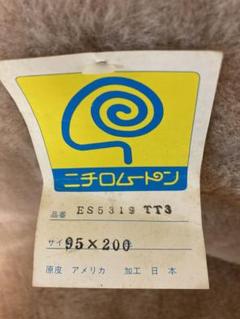 ニチロムートン
品番 ES5319 TT3
サイ 95×200
原皮 アメリカ 加工 日本